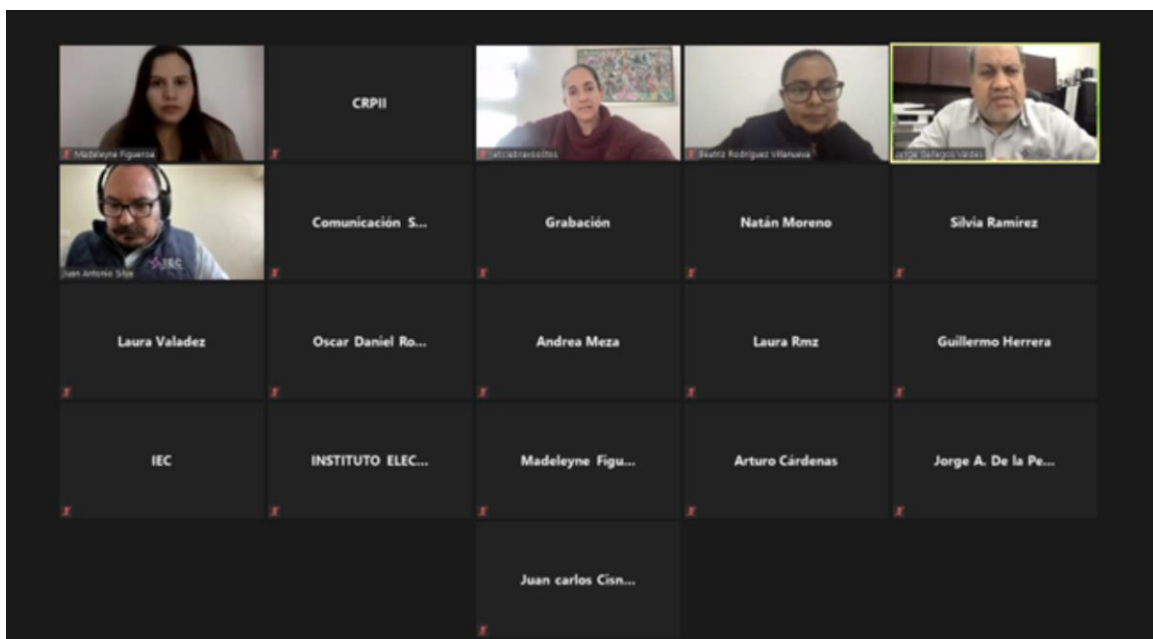 Madeleyne Figueroa
CRPII
leticiabravoostos
Beatriz Rodríguez Villanueva
Jorge Gallegos Valdés
Juan Antonio Silva
IEC
Comunicación S...
Grabación
Natán Moreno
Silvia Ramírez
Laura Valadez
Oscar Daniel Ro...
Andrea Meza
Laura Rmz
Guillermo Herrera
IEC
INSTITUTO ELEC...
Madeleyne Figu...
Arturo Cárdenas
Jorge A. De la Pe...
Juan carlos Cisn...